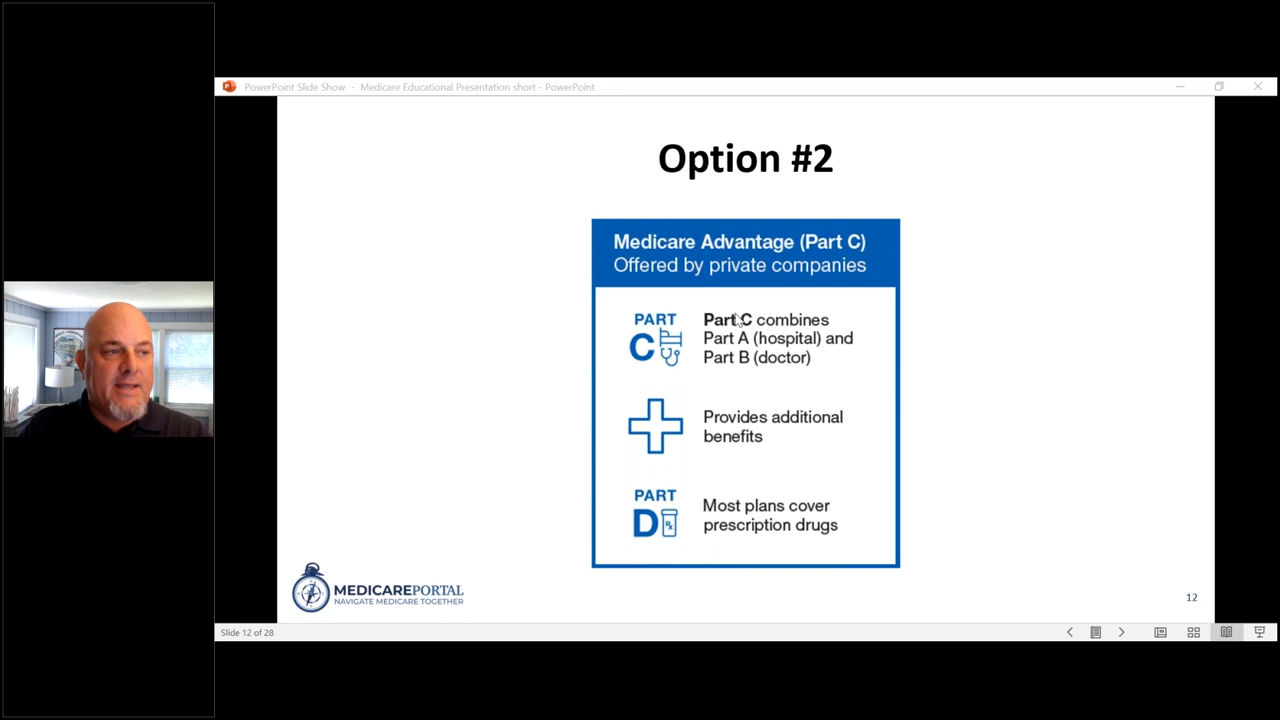 PowerPoint Slide Show - Medicare Educational Presentation short - PowerPoint
Option #2
Medicare Advantage (Part C)
Offered by private companies
PART
C
Part C combines
Part A (hospital) and
Part B (doctor)
Provides additional
benefits
PART
D
Rx
Most plans cover
prescription drugs
MEDICAREPORTAL
NAVIGATE MEDICARE TOGETHER
12
Slide 12 of 28